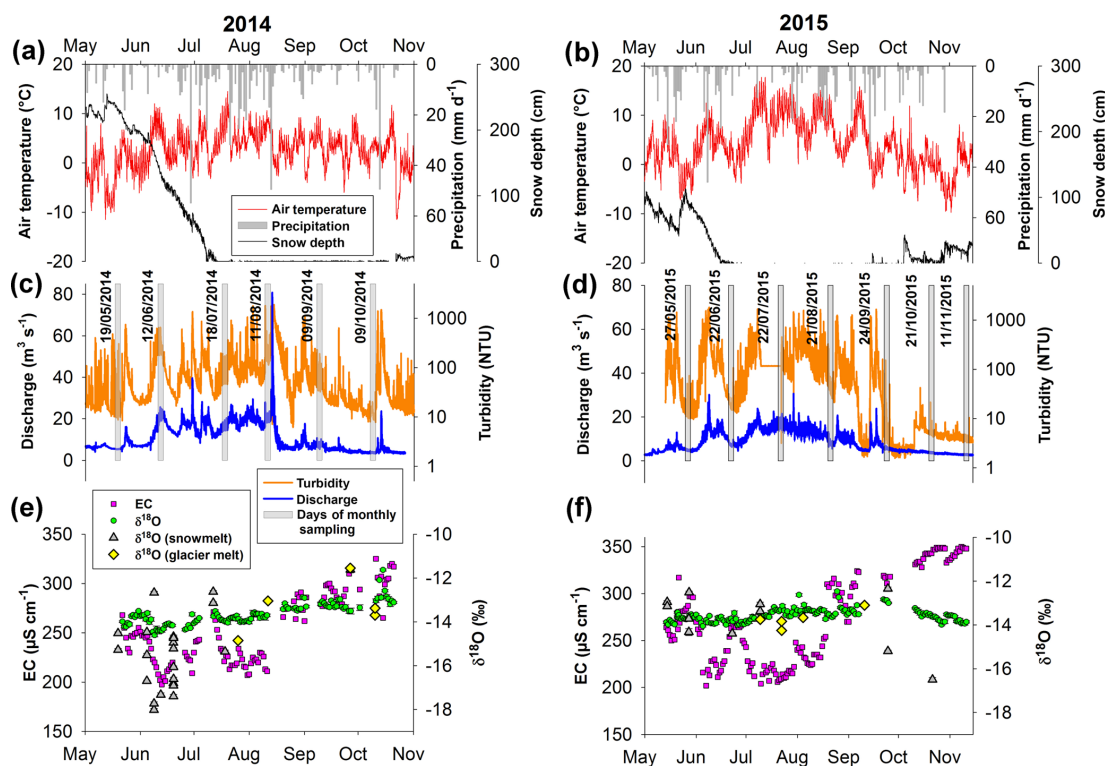 2014
2015
(a)
May Jun Jul Aug Sep Oct Nov
20
10
0
-10
-20
Air temperature (°C)
0
20
40
60
Precipitation (mm d-1)
300
200
100
0
Snow depth (cm)
Air temperature
Precipitation
Snow depth
(b)
May Jun Jul Aug Sep Oct Nov
20
10
0
-10
-20
Air temperature (°C)
0
20
40
60
Precipitation (mm d-1)
300
200
100
0
Snow depth (cm)
(c)
80
60
40
20
0
Discharge (m3 s-1)
19/05/2014
12/06/2014
18/07/2014
11/08/2014
09/09/2014
09/10/2014
1000
100
10
1
Turbidity (NTU)
(d)
80
60
40
20
0
Discharge (m3 s-1)
27/05/2015
22/06/2015
22/07/2015
21/08/2015
24/09/2015
21/10/2015
11/11/2015
1000
100
10
1
Turbidity (NTU)
Turbidity
Discharge
Days of monthly
sampling
(e)
EC
δ18O
δ18O (snowmelt)
δ18O (glacier melt)
350
300
250
200
150
EC (µS cm-1)
-10
-12
-14
-16
-18
δ18O (‰)
May Jun Jul Aug Sep Oct Nov
(f)
350
300
250
200
150
EC (µS cm-1)
-10
-12
-14
-16
-18
δ18O (‰)
May Jun Jul Aug Sep Oct Nov